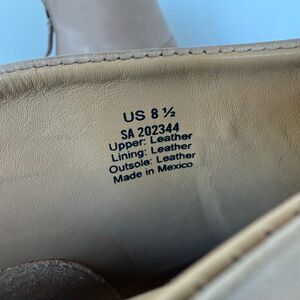 US 8 ½
SA 202344
Upper: Leather
Lining: Leather
Outsole: Leather
Made in Mexico